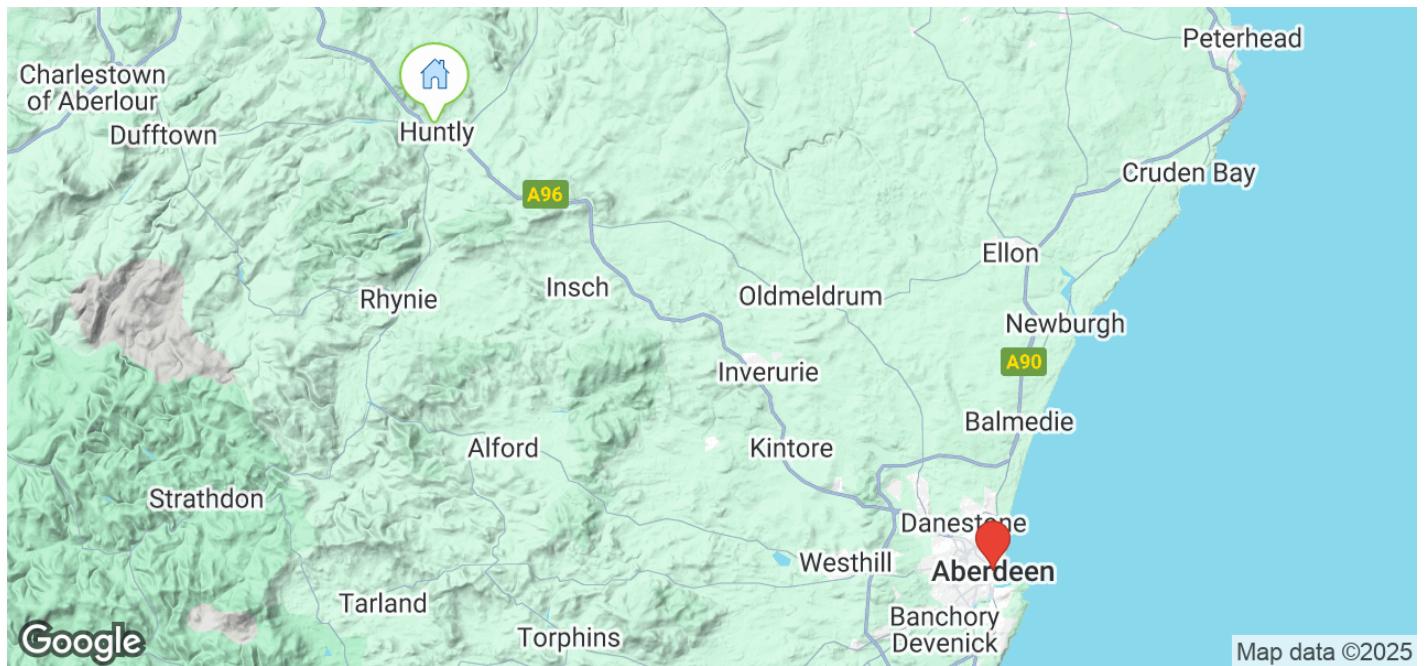 Peterhead
Charlestown
of Aberlour
Dufftown
Huntly
Cruden Bay
A96
Ellon
Insch
Rhynie
Oldmeldrum
Newburgh
A90
Inverurie
Balmedie
Alford
Kintore
Strathdon
Danestone
Westhill
Aberdeen
Tarland
Banchory
Devenick
Torphins
Google
Map data ©2025